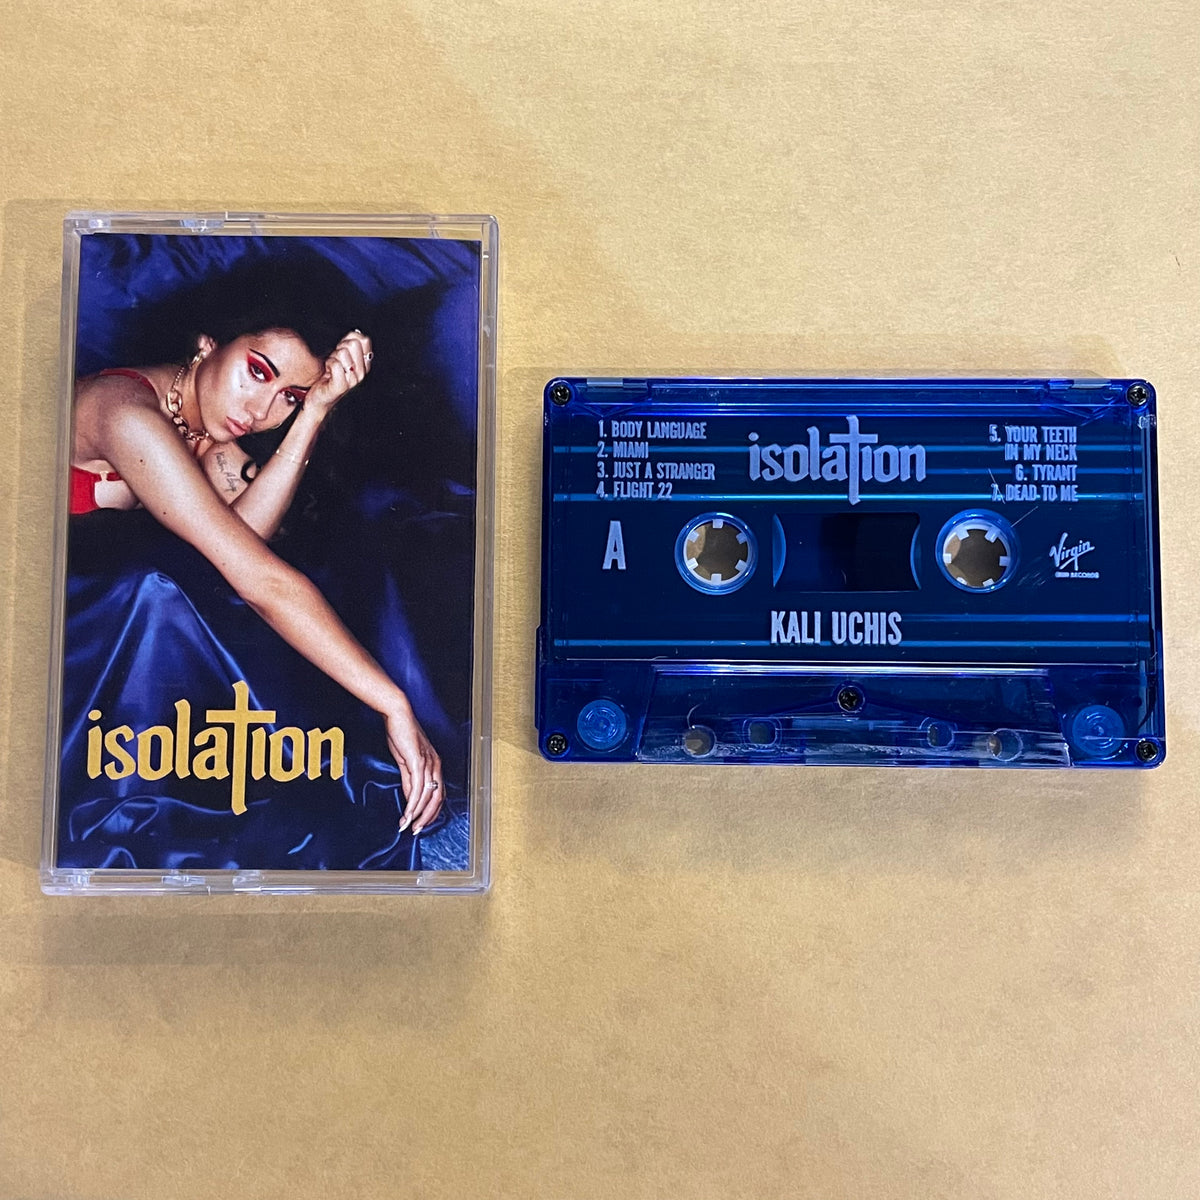 isolation
1. BODY LANGUAGE
2. MIAMI
3. JUST A STRANGER
4. FLIGHT 22
isolation
5. YOUR TEETH
IN MY NECK
6. TYRANT
7. DEAD TO ME
A
Virgin
RECORDS
KALI UCHIS